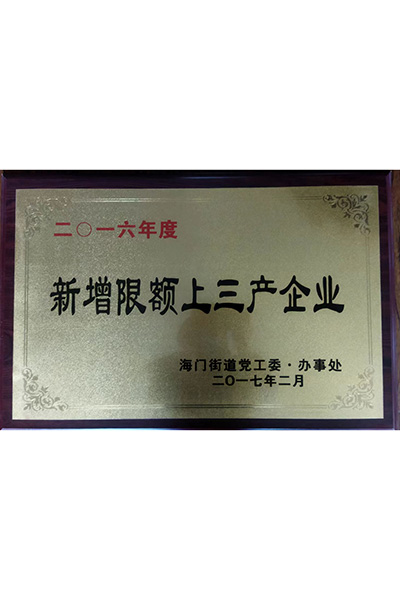 二〇一六年度
新增限额上三产企业
海门街道党工委·办事处
二〇一七年二月